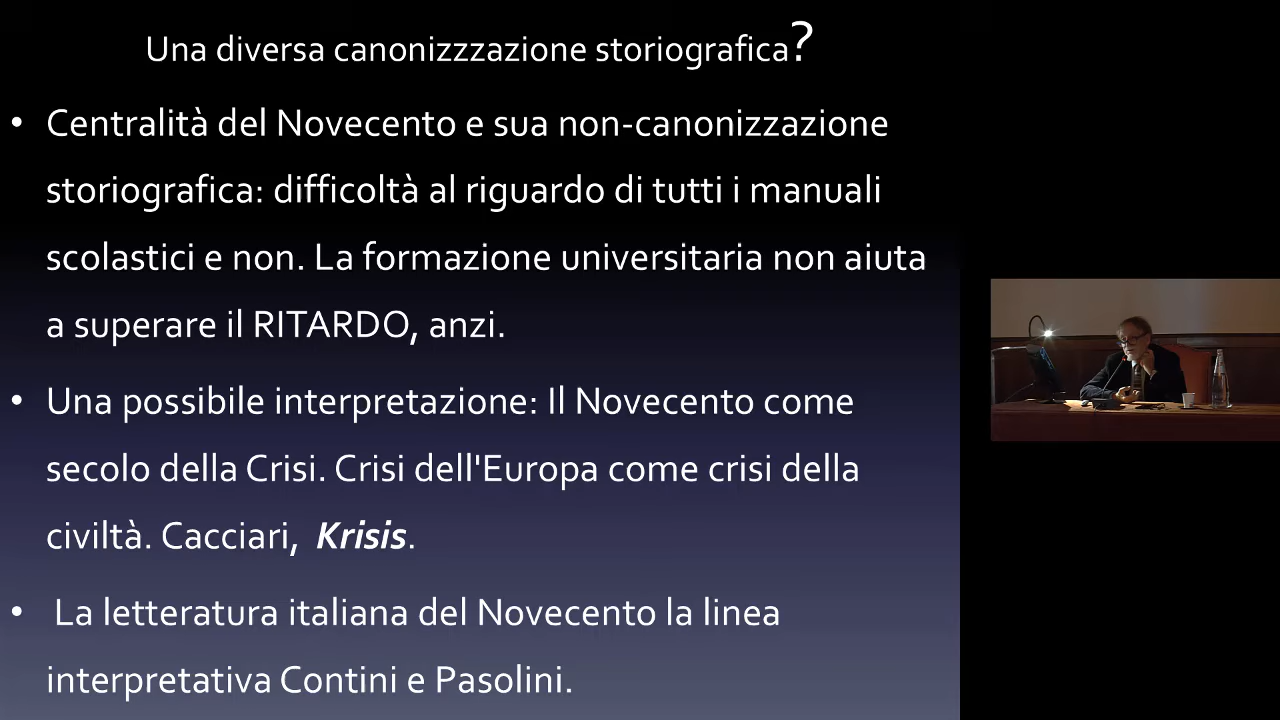 Una diversa canonizzzazione storiografica?
• Centralità del Novecento e sua non-canonizzazione
storiografica: difficoltà al riguardo di tutti i manuali
scolastici e non. La formazione universitaria non aiuta
a superare il RITARDO, anzi.
• Una possibile interpretazione: Il Novecento come
secolo della Crisi. Crisi dell'Europa come crisi della
civiltà. Cacciari, Krisis.
• La letteratura italiana del Novecento la linea
interpretativa Contini e Pasolini.